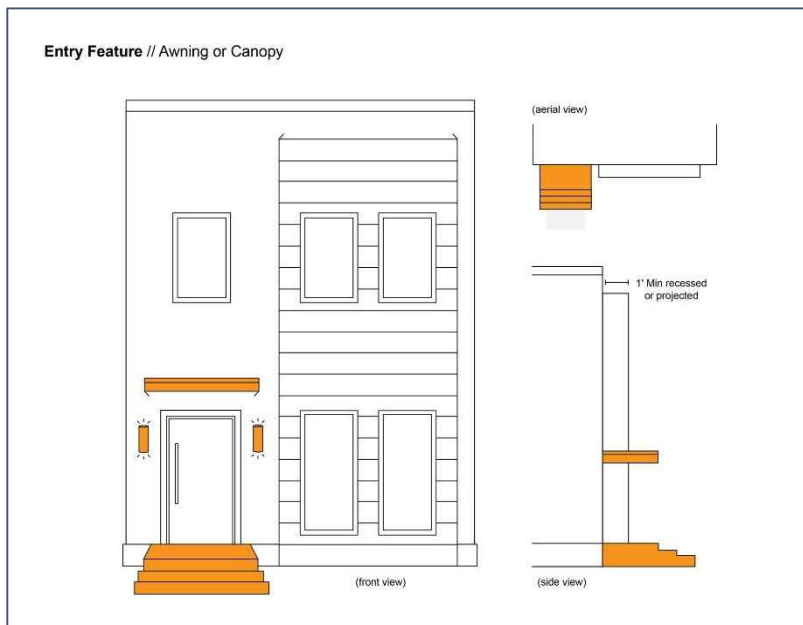 Entry Feature // Awning or Canopy
(aerial view)
1' Min recessed
or projected
(front view)
(side view)